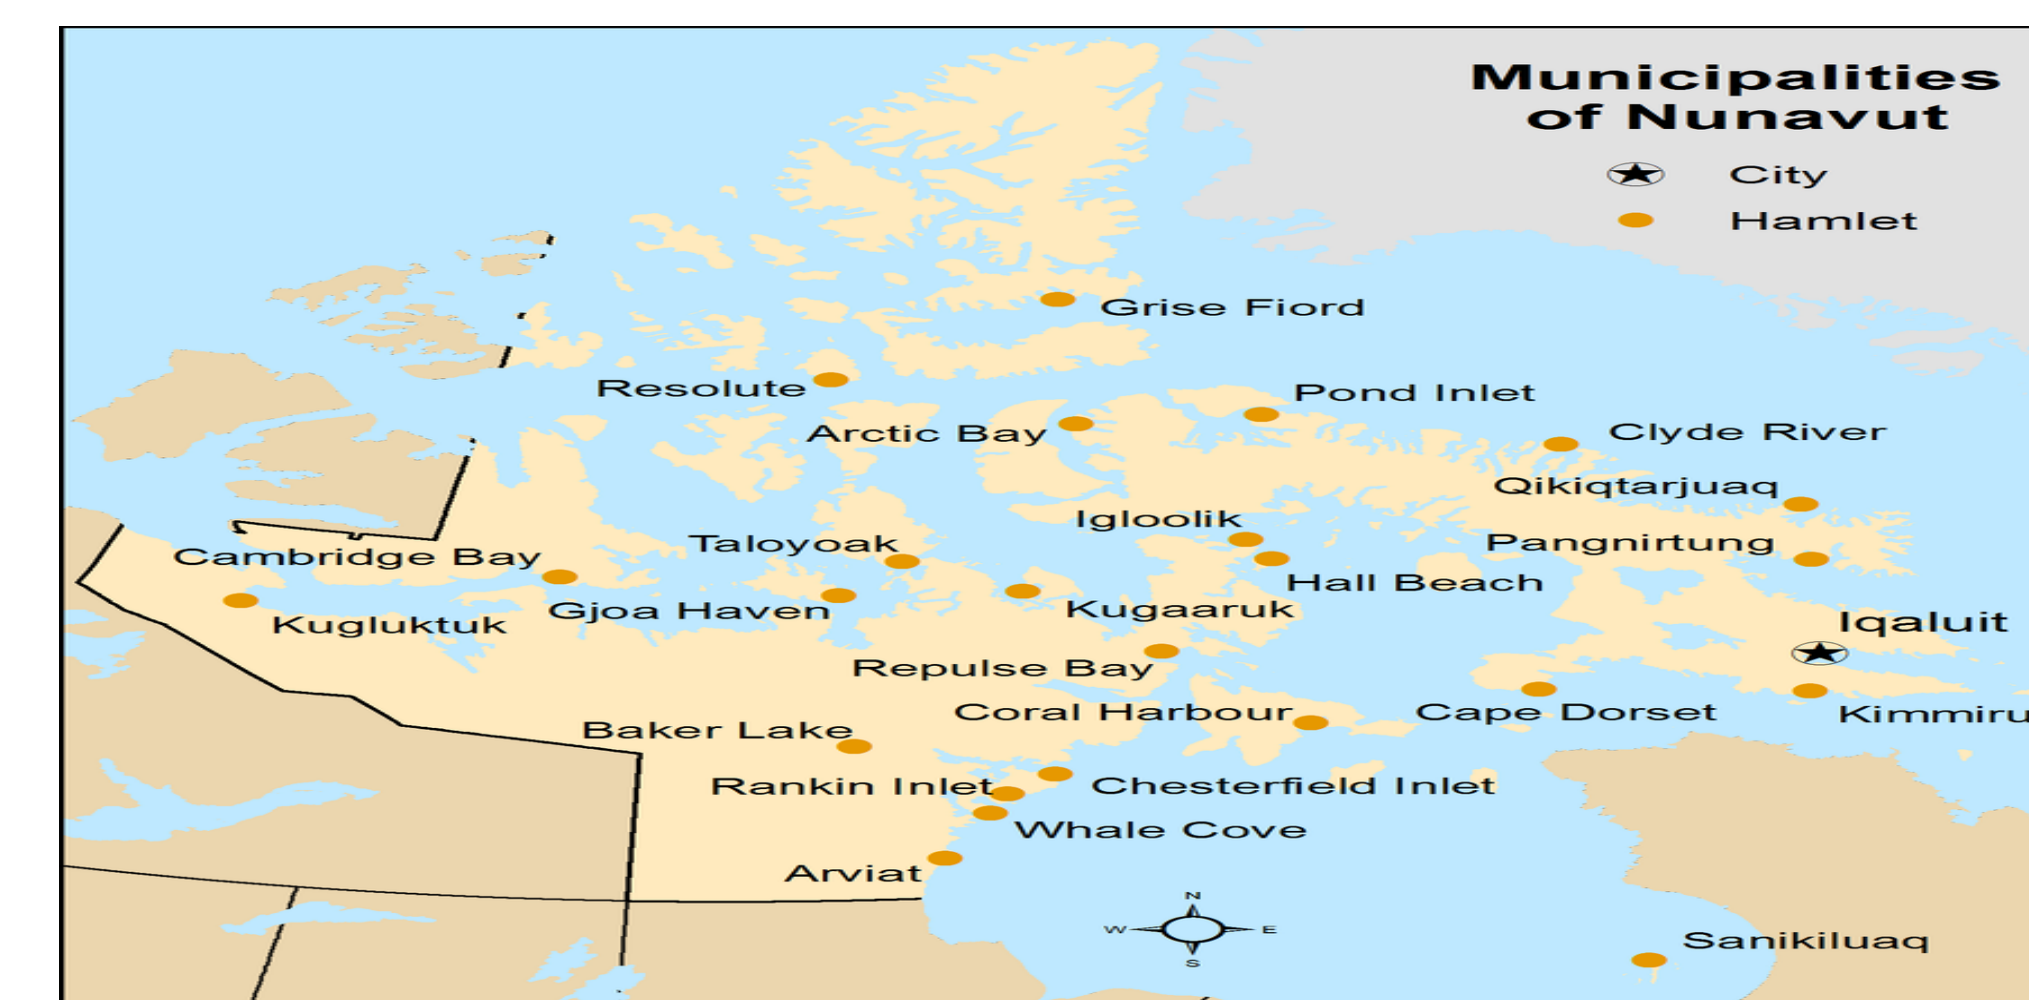 Municipalities
of Nunavut
City
Hamlet
Grise Fiord
Resolute
Pond Inlet
Arctic Bay
Clyde River
Qikiqtarjuaq
Igloolik
Taloyoak
Pangnirtung
Cambridge Bay
Hall Beach
Gjoa Haven
Kugaaruk
Kugluktuk
Iqaluit
Repulse Bay
Coral Harbour
Cape Dorset
Kimmiru
Baker Lake
Rankin Inlet
Chesterfield Inlet
Whale Cove
Arviat
N
W
E
S
Sanikiluaq